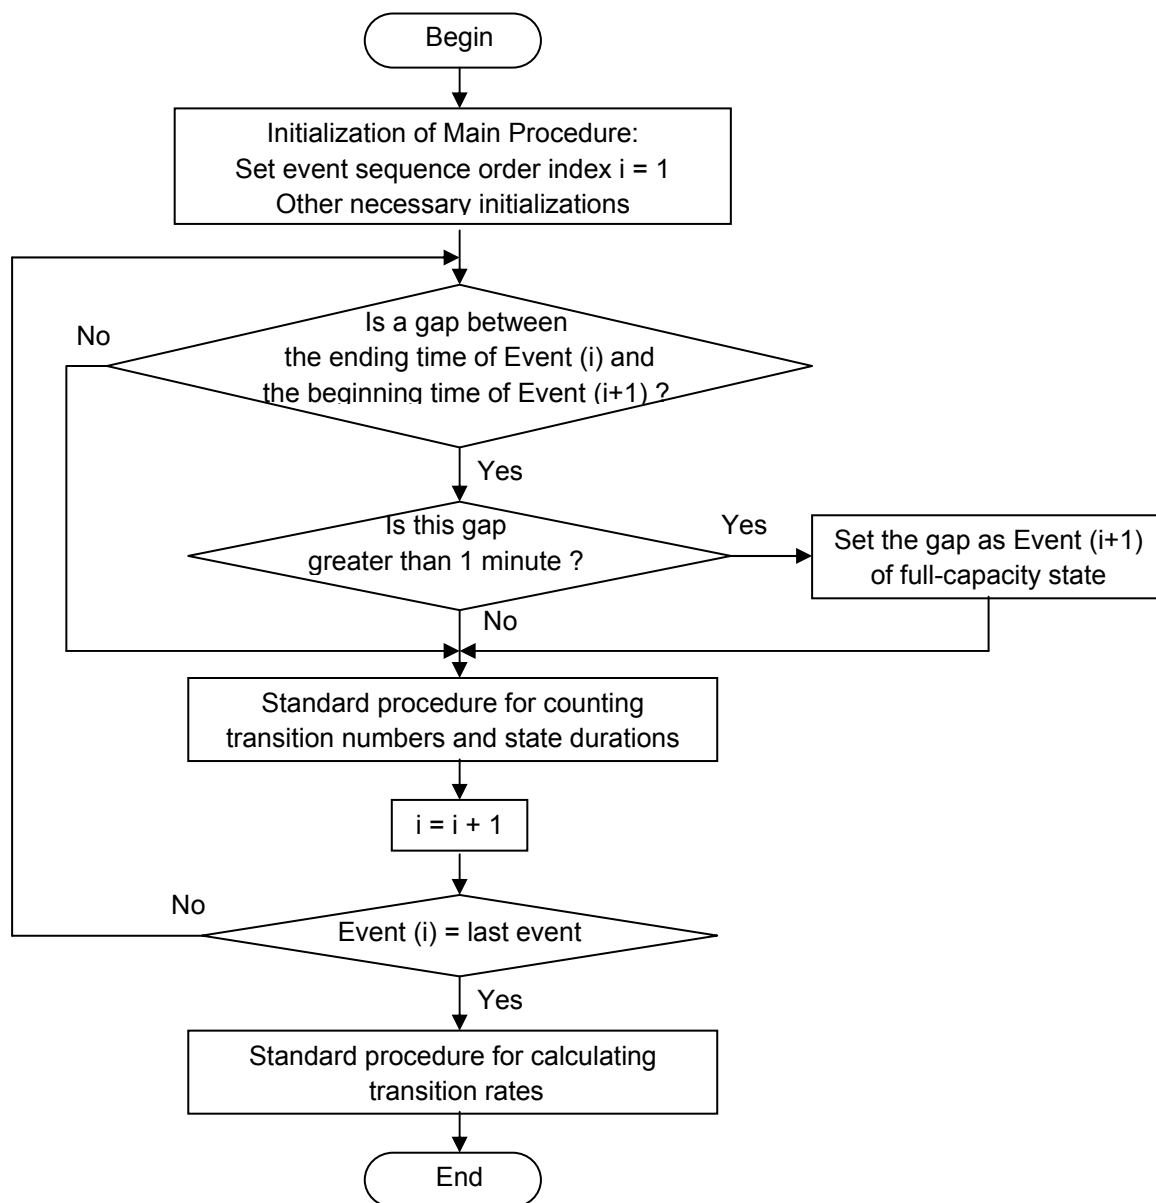 Begin
Initialization of Main Procedure:
Set event sequence order index i = 1
Other necessary initializations
No
Is a gap between
the ending time of Event (i) and
the beginning time of Event (i+1) ?
Yes
Is this gap
greater than 1 minute ?
Yes
Set the gap as Event (i+1)
of full-capacity state
No
Standard procedure for counting
transition numbers and state durations
i = i + 1
No
Event (i) = last event
Yes
Standard procedure for calculating
transition rates
End